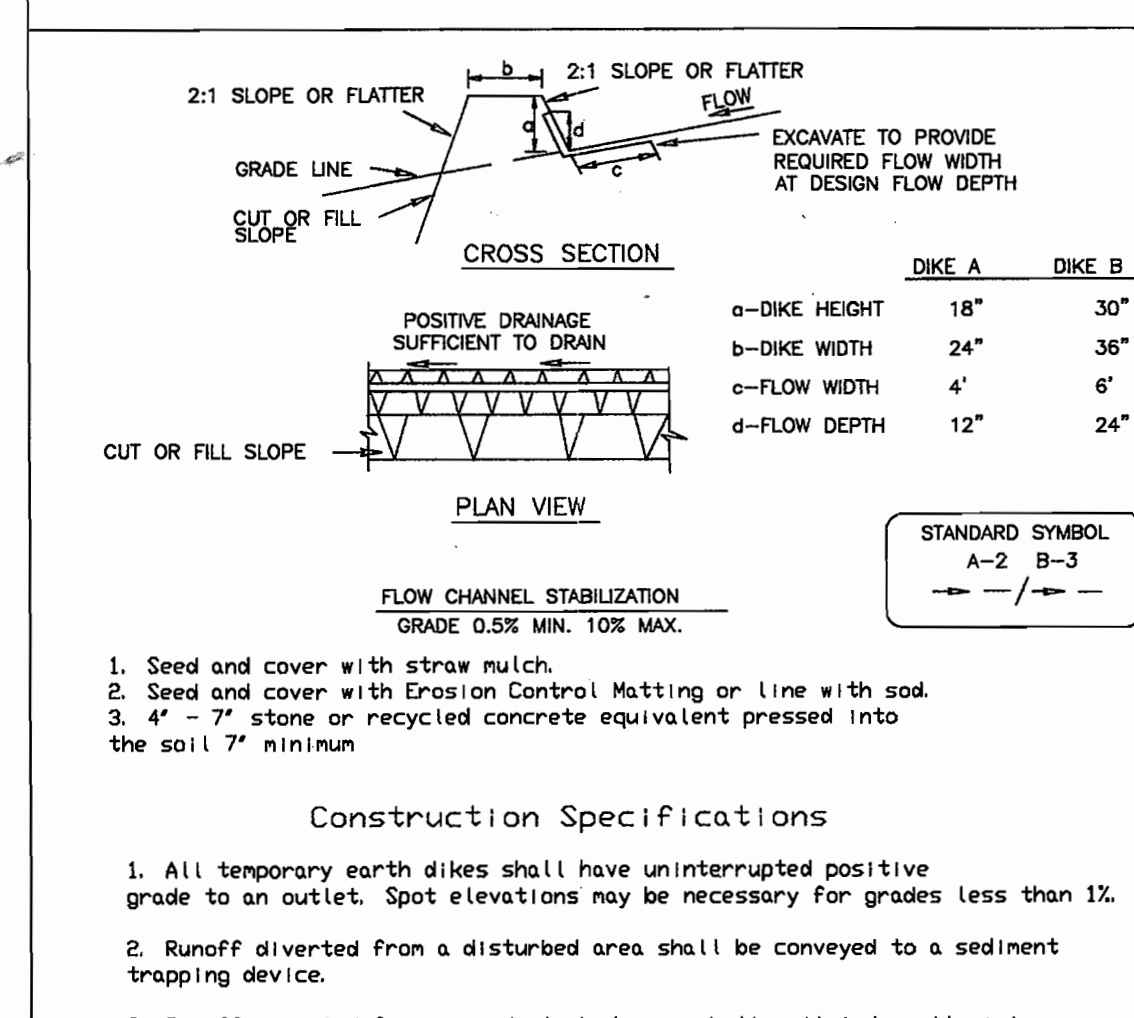 b
2:1 SLOPE OR FLATTER
2:1 SLOPE OR FLATTER
FLOW
a
d
EXCAVATE TO PROVIDE
REQUIRED FLOW WIDTH
AT DESIGN FLOW DEPTH
GRADE LINE
c
CUT OR FILL
SLOPE
CROSS SECTION
DIKE A DIKE B
a-DIKE HEIGHT 18" 30"
b-DIKE WIDTH 24" 36"
c-FLOW WIDTH 4' 6'
d-FLOW DEPTH 12" 24"
POSITIVE DRAINAGE
SUFFICIENT TO DRAIN
CUT OR FILL SLOPE
PLAN VIEW
STANDARD SYMBOL
A-2 B-3
FLOW CHANNEL STABILIZATION
GRADE 0.5% MIN. 10% MAX.
1. Seed and cover with straw mulch.
2. Seed and cover with Erosion Control Matting or line with sod.
3. 4" - 7" stone or recycled concrete equivalent pressed into
the soil 7" minimum
Construction Specifications
1. All temporary earth dikes shall have uninterrupted positive
grade to an outlet. Spot elevations may be necessary for grades less than 1%.
2. Runoff diverted from a disturbed area shall be conveyed to a sediment
trapping device.